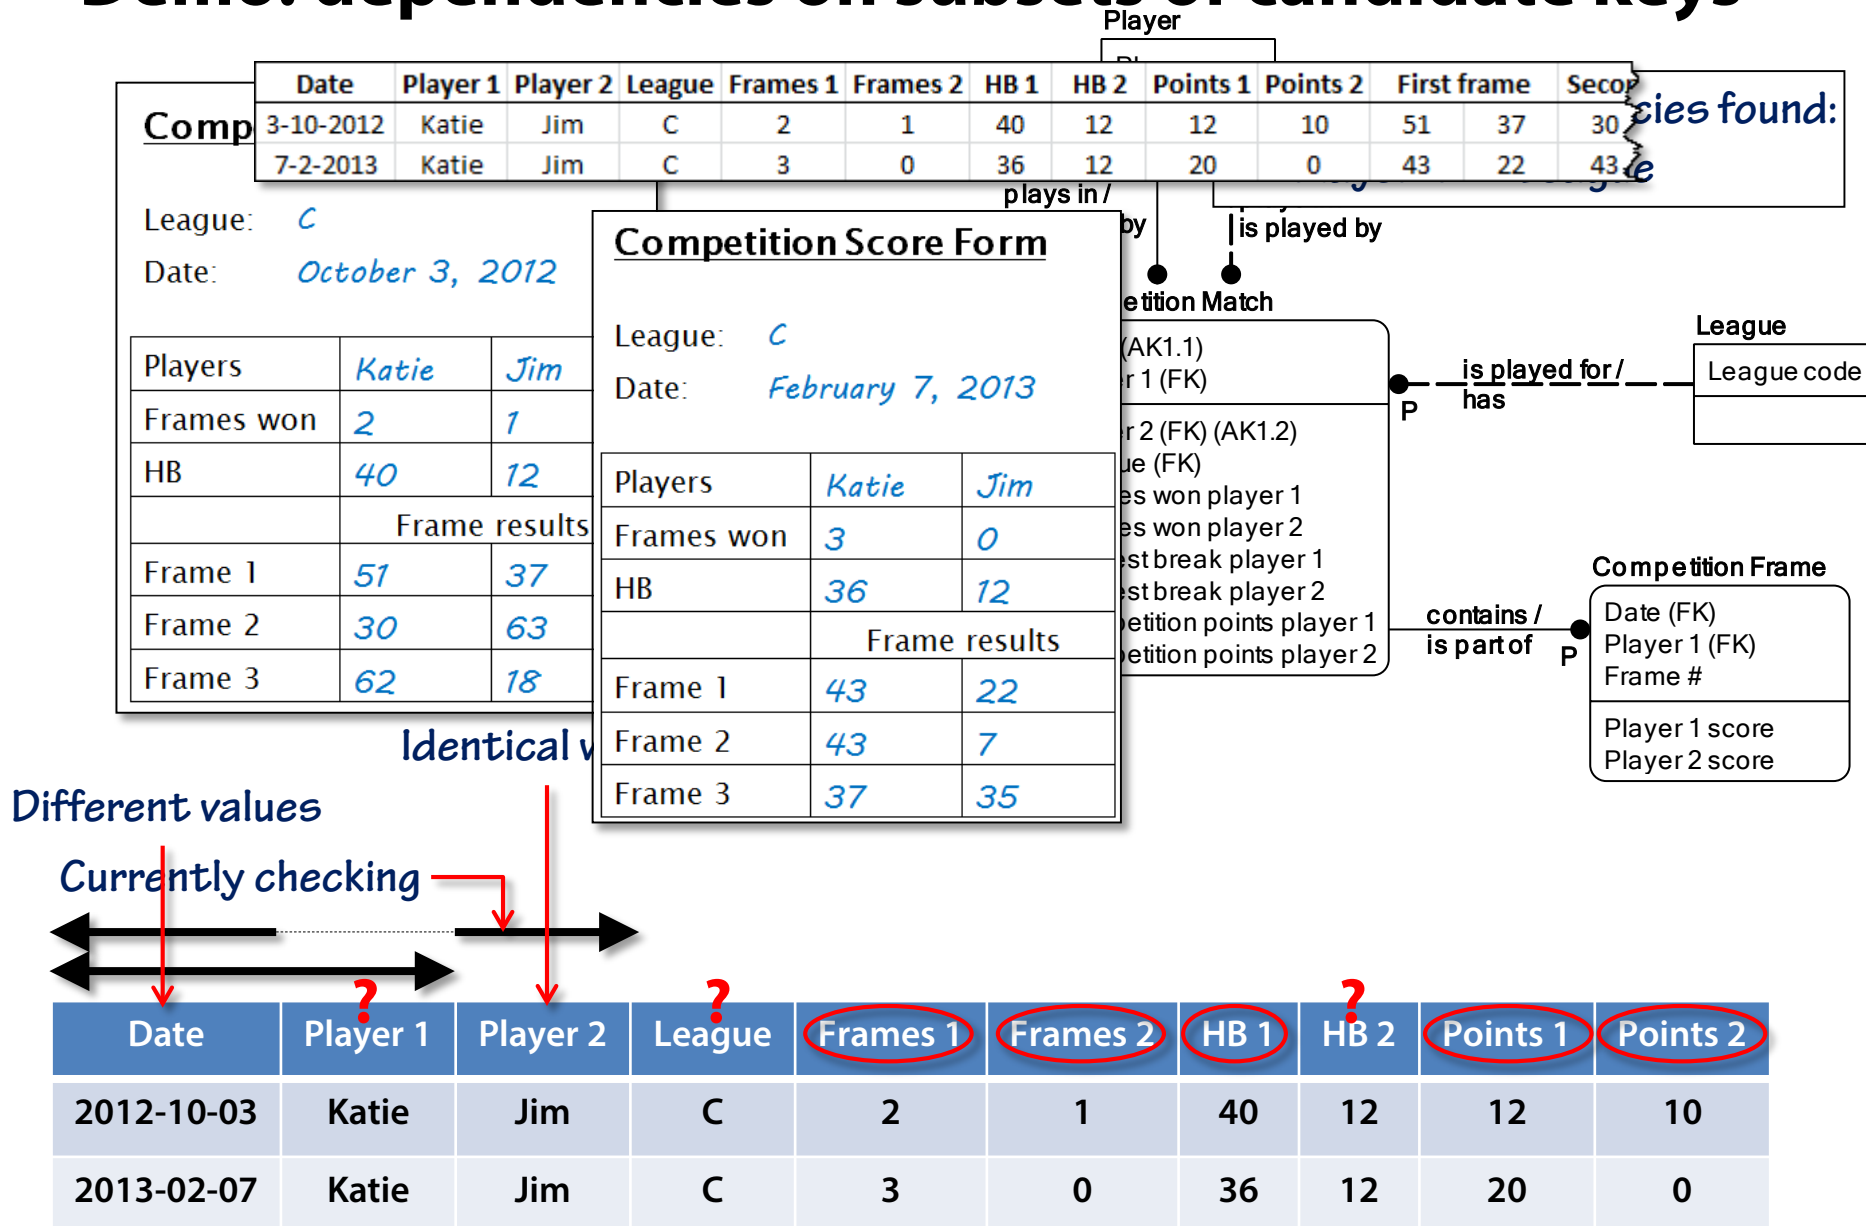 Demo: dependencies on subsets of candidate keys
Player
Date Player 1 Player 2 League Frames 1 Frames 2 HB 1 HB 2 Points 1 Points 2 First frame Secon
3-10-2012 Katie Jim C 2 1 40 12 12 10 51 37 30
7-2-2013 Katie Jim C 3 0 36 12 20 0 43 22 43
cies found:
Comp
League: C
Date: October 3, 2012
Players Katie Jim
Frames won 2 1
HB 40 12
Frame results
Frame 1 51 37
Frame 2 30 63
Frame 3 62 18
Competition Score Form
League: C
Date: February 7, 2013
Players Katie Jim
Frames won 3 0
HB 36 12
Frame results
Frame 1 43 22
Frame 2 43 7
Frame 3 37 35
plays in /
by
is played by
etition Match
(AK1.1)
r 1 (FK)
r 2 (FK) (AK1.2)
ue (FK)
es won player 1
es won player 2
est break player 1
est break player 2
etition points player 1
etition points player 2
is played for /
has
P
League
League code
contains /
is part of
P
Competition Frame
Date (FK)
Player 1 (FK)
Frame #
Player 1 score
Player 2 score
Identical v
Different values
Currently checking
? ? ?
Date Player 1 Player 2 League Frames 1 Frames 2 HB 1 HB 2 Points 1 Points 2
2012-10-03 Katie Jim C 2 1 40 12 12 10
2013-02-07 Katie Jim C 3 0 36 12 20 0